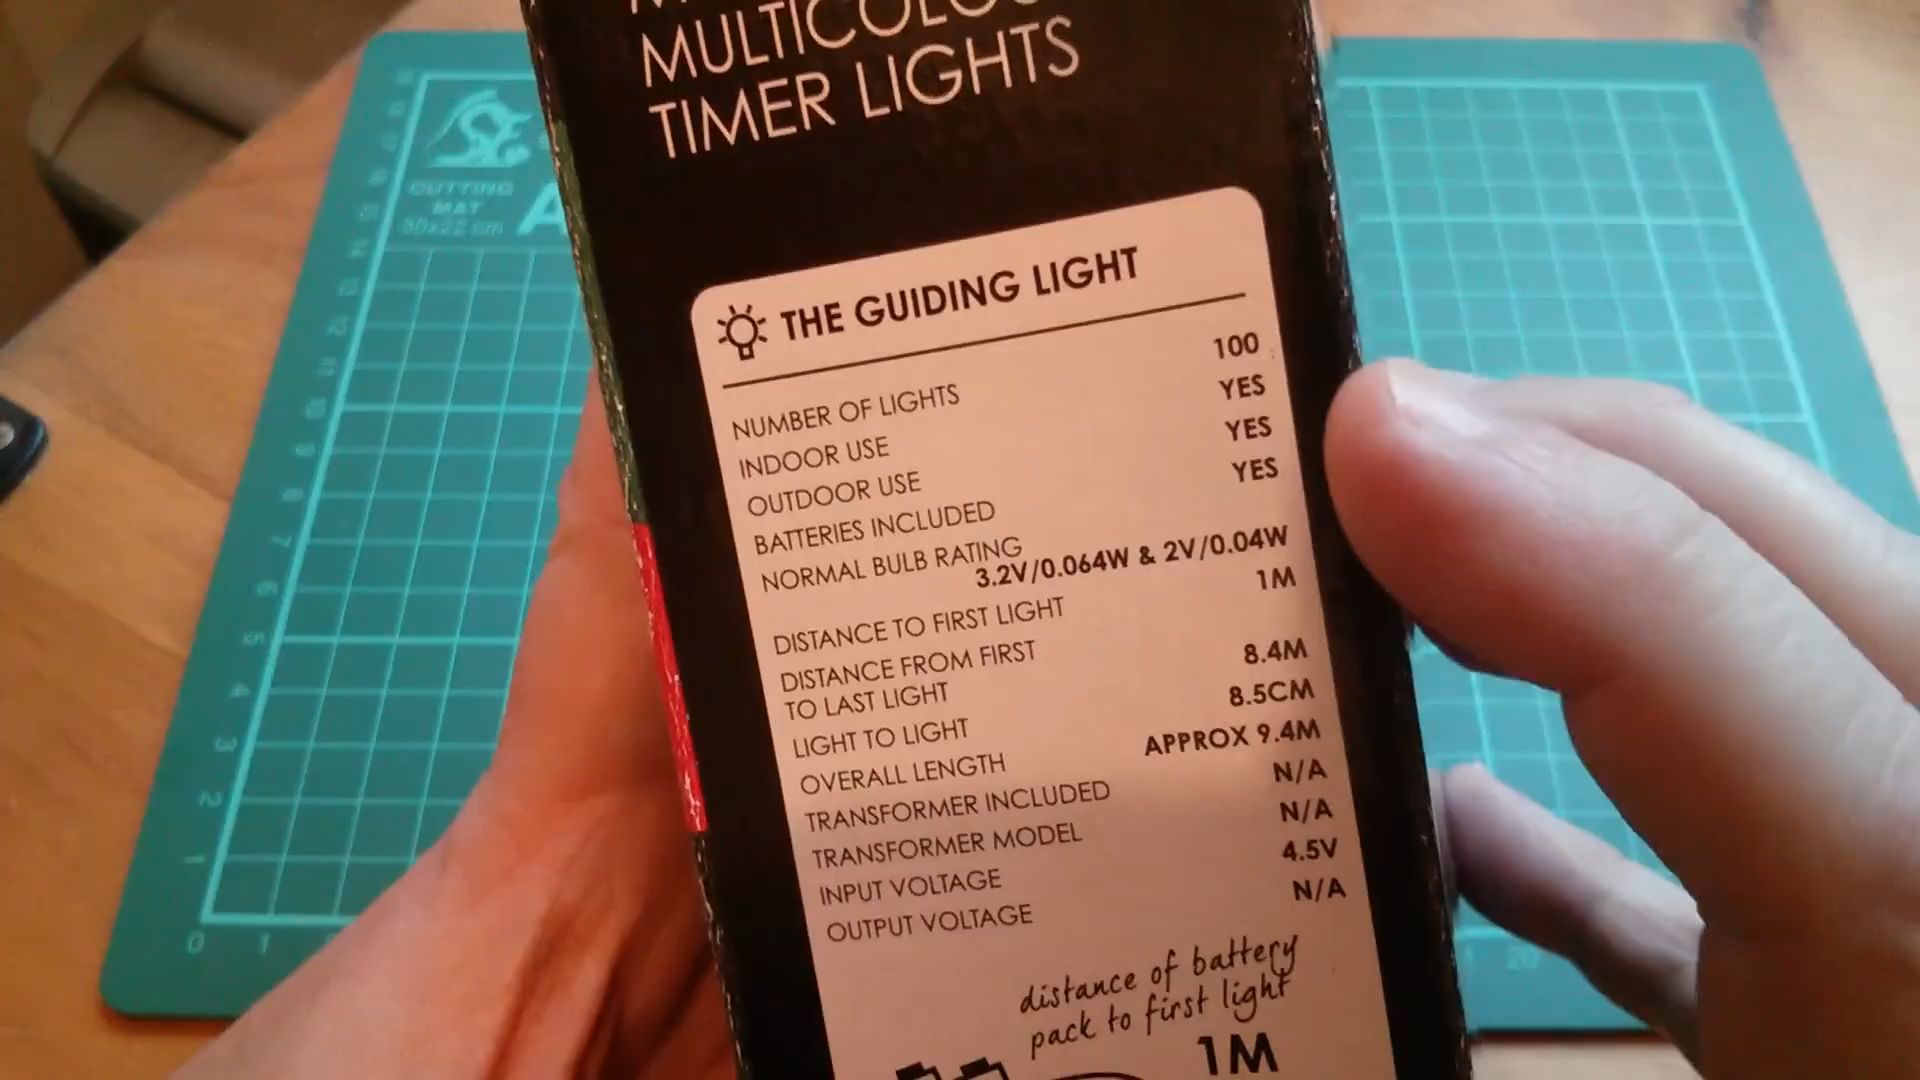 MULTICOLOU
TIMER LIGHTS
THE GUIDING LIGHT
NUMBER OF LIGHTS 100
INDOOR USE YES
OUTDOOR USE YES
BATTERIES INCLUDED YES
NORMAL BULB RATING
3.2V/0.064W & 2V/0.04W
DISTANCE TO FIRST LIGHT 1M
DISTANCE FROM FIRST
TO LAST LIGHT 8.4M
LIGHT TO LIGHT 8.5CM
OVERALL LENGTH APPROX 9.4M
TRANSFORMER INCLUDED N/A
TRANSFORMER MODEL N/A
INPUT VOLTAGE 4.5V
OUTPUT VOLTAGE N/A
distance of battery
pack to first light
1M
CUTTING
MAT
30x22 cm
A